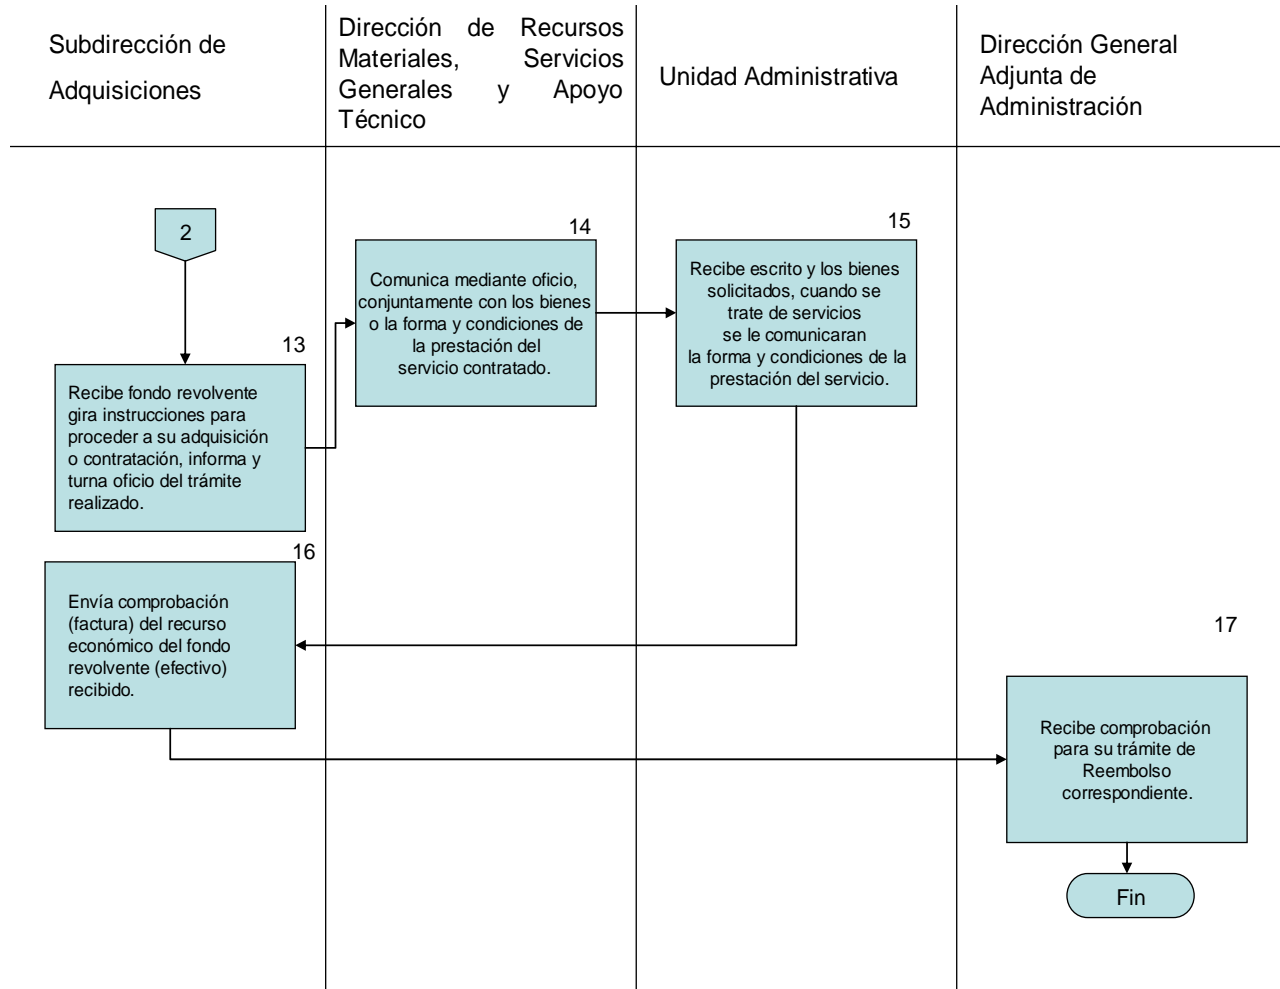 Subdirección de
Adquisiciones
Dirección de Recursos
Materiales, Servicios
Generales y Apoyo
Técnico
Unidad Administrativa
Dirección General
Adjunta de
Administración
2
13
Recibe fondo revolvente
gira instrucciones para
proceder a su adquisición
o contratación, informa y
turna oficio del trámite
realizado.
14
Comunica mediante oficio,
conjuntamente con los bienes
o la forma y condiciones de
la prestación del
servicio contratado.
15
Recibe escrito y los bienes
solicitados, cuando se
trate de servicios
se le comunicaran
la forma y condiciones de la
prestación del servicio.
16
Envía comprobación
(factura) del recurso
económico del fondo
revolvente (efectivo)
recibido.
17
Recibe comprobación
para su trámite de
Reembolso
correspondiente.
Fin